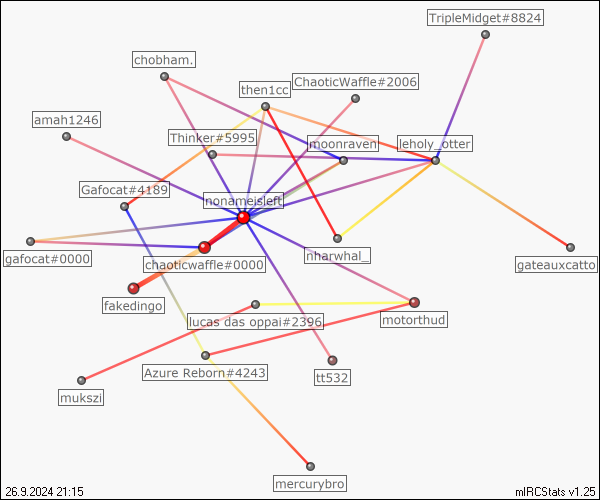 TripleMidget#8824
chobham.
ChaoticWaffle#2006
then1cc
amah1246
Thinker#5995
moonraven
leholy_otter
Gafocat#4189
nonameisleft
gafocat#0000
chaoticwaffle#0000
nharwhal_
gateauxcatto
fakedingo
lucas das oppai#2396
motorthud
Azure Reborn#4243
tt532
mukszi
mercurybro
26.9.2024 21:15
mIRCStats v1.25